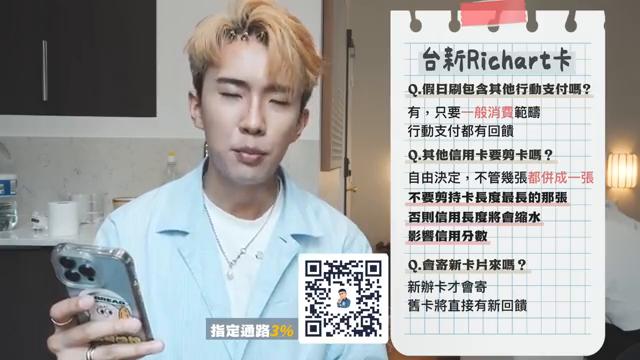 台新Richart卡
Q.假日刷包含其他行動支付嗎?
有，只要一般消費範疇
行動支付都有回饋
Q.其他信用卡要剪卡嗎？
自由決定，不管幾張都併成一張
不要剪持卡長度最長的那張
否則信用長度將會縮水
影響信用分數
Q.會寄新卡片來嗎？
新辦卡才會寄
舊卡將直接有新回饋
指定通路3%
BREAD